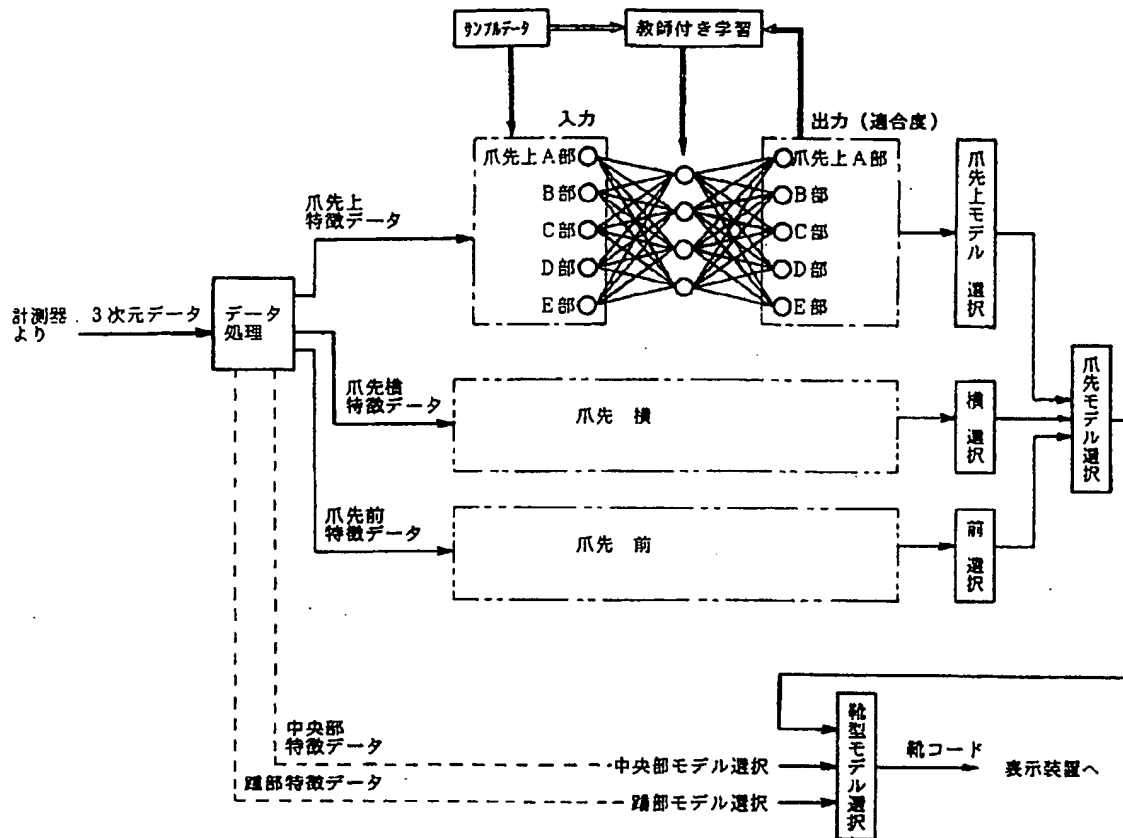 サンプルデータ
教師付き学習
入力
出力（適合度）
爪先上A部
B部
C部
D部
E部
爪先上A部
B部
C部
D部
E部
爪先上モデル 選択
爪先上
特徴データ
計測器
より
3次元データ
データ
処理
爪先横
特徴データ
爪先 横
横 選択
爪先モデル選択
爪先前
特徴データ
爪先 前
前 選択
中央部
特徴データ
踵部特徴データ
中央部モデル選択
踵部モデル選択
靴型モデル選択
靴コード
表示装置へ